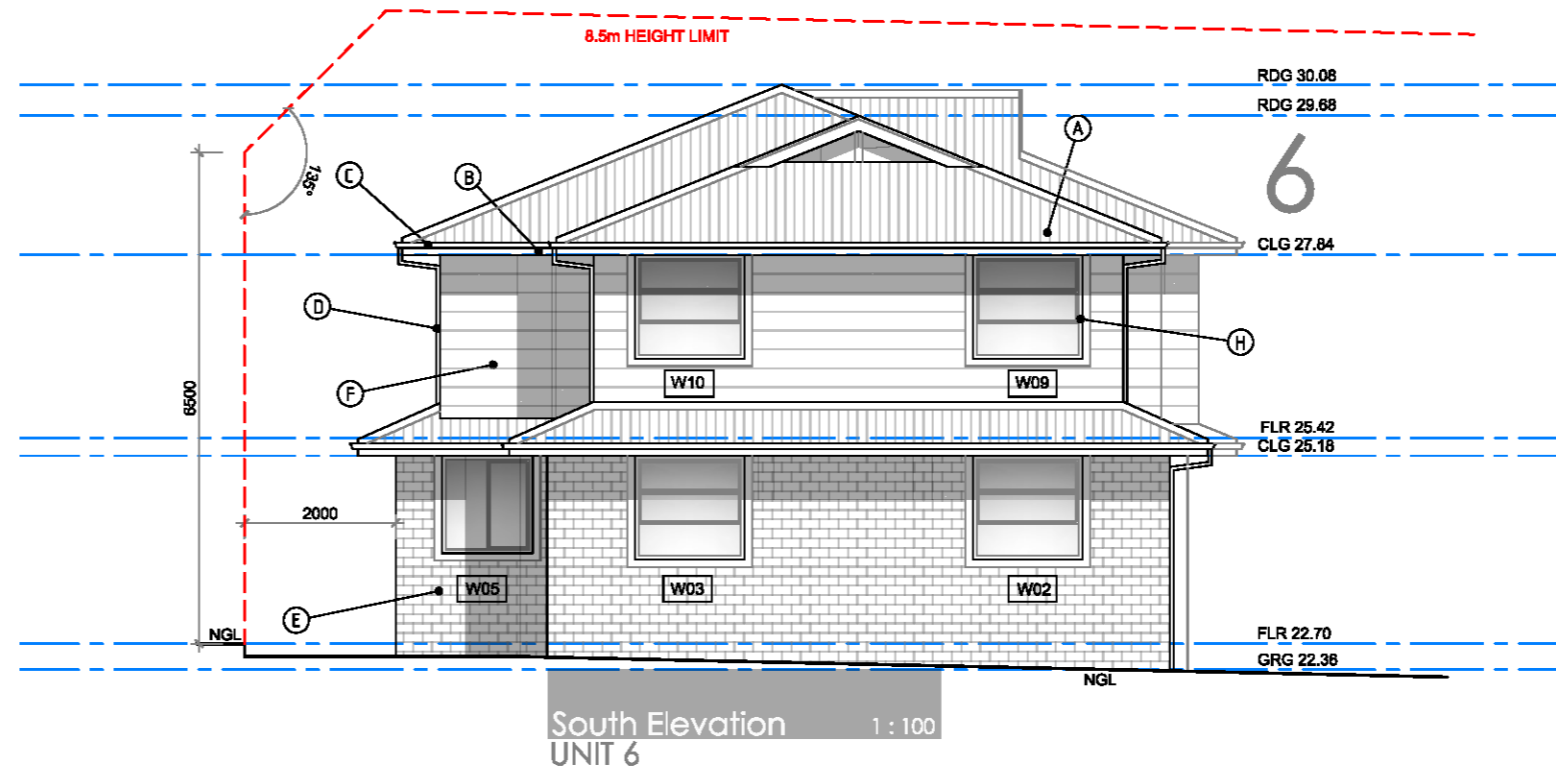 8.5m HEIGHT LIMIT
RDG 30.08
RDG 29.68
A
6
135°
C
B
CLG 27.84
D
H
F
W10
W09
6500
FLR 25.42
CLG 25.18
2000
W05
W03
W02
E
NGL
FLR 22.70
GRG 22.36
NGL
South Elevation 1 : 100
UNIT 6